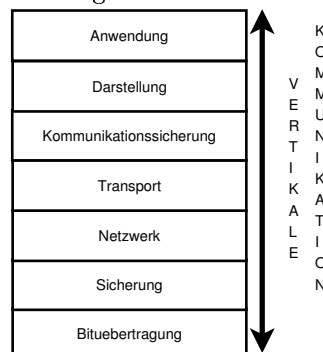 Anwendung
Darstellung
Kommunikationssicherung
Transport
Netzwerk
Sicherung
Bituebertragung
VERTIKALE
KOMMUNIKATION